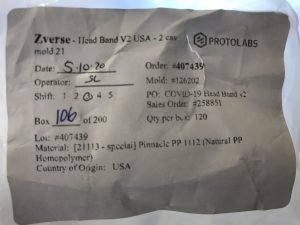 Zverse - Head Band V2 USA - 2 cav
mold 21
PROTOLABS
Date: 5-10-20
Order: #407439
Operator: SL
Mold: #126202
Shift: 1 2 3 4 5
PO: COVID-19 Head Band v2
Sales Order: #258851
Box 106 of 200
Qty per box: 120
Lot: #407439
Material: [21113 - special] Pinnacle PP 1112 (Natural PP
Homopolymer)
Country of Origin: USA